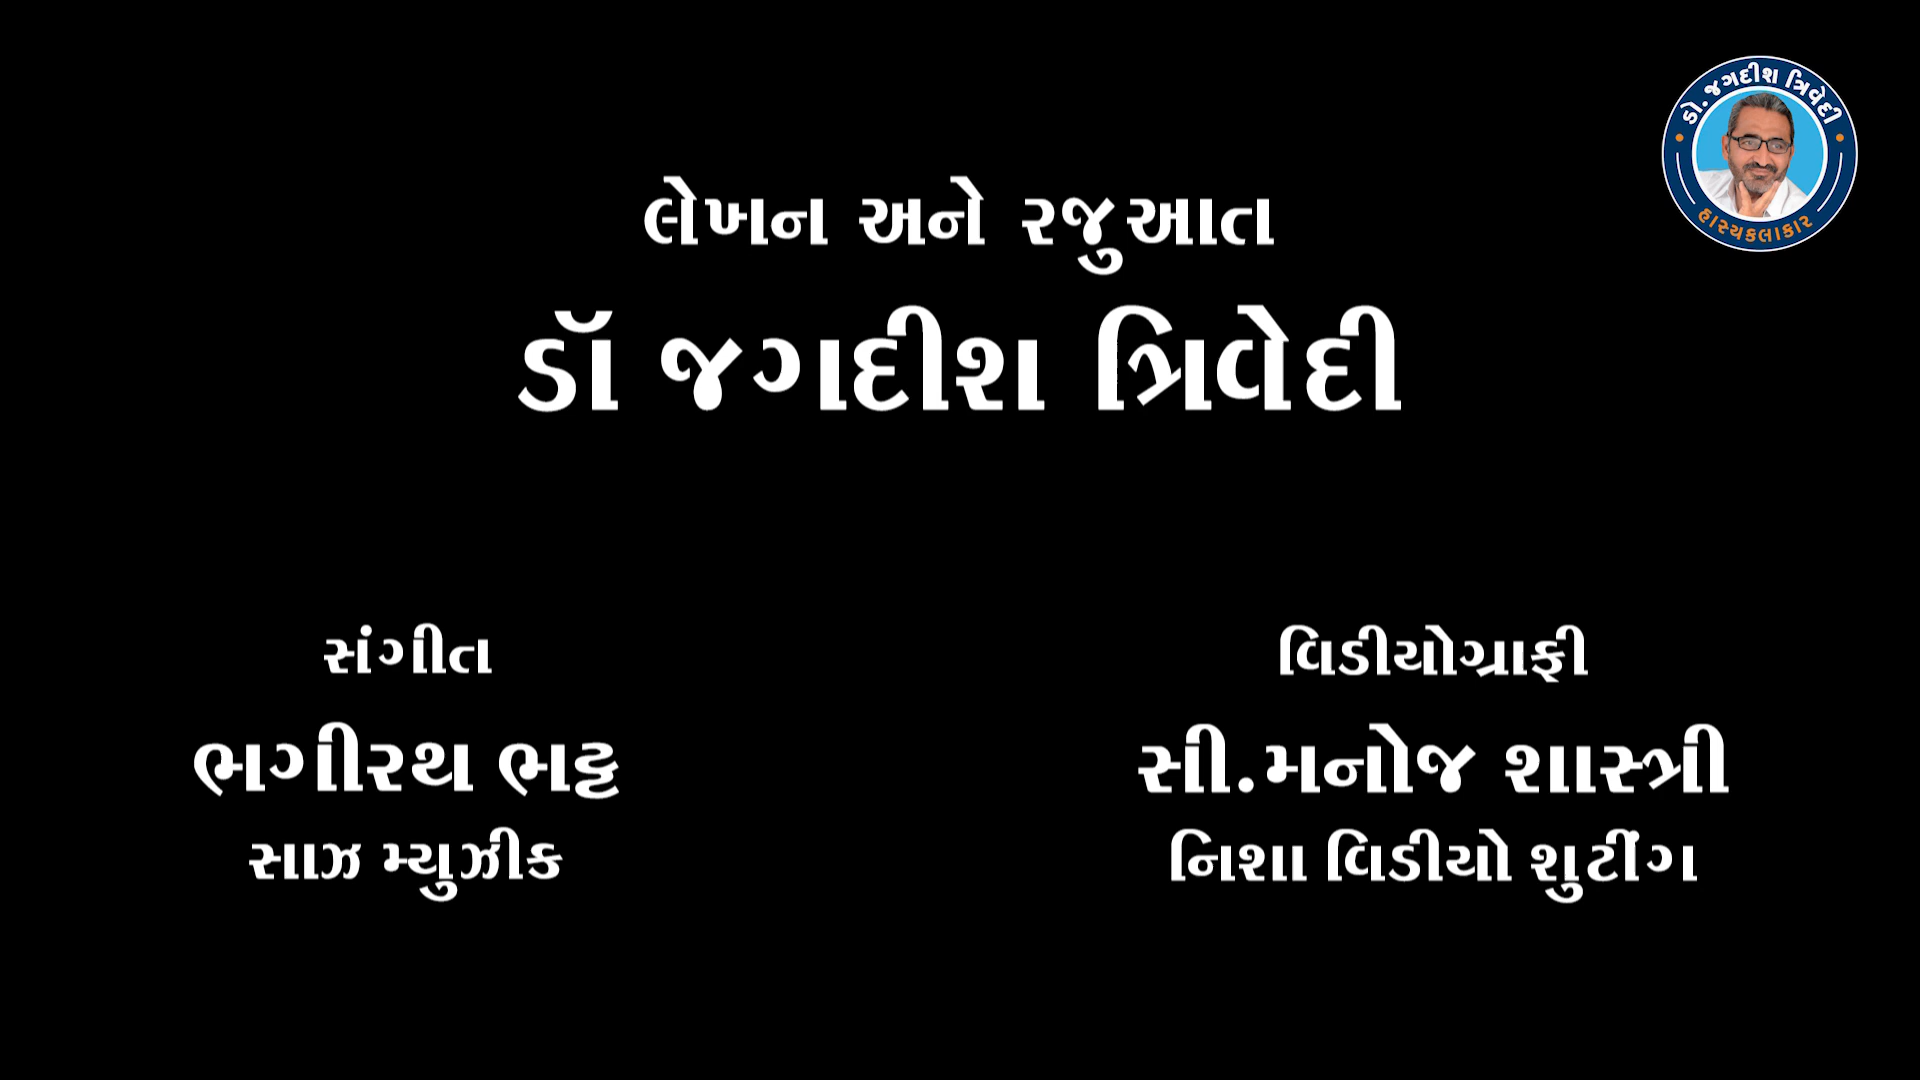 ડો. જગદીશ ત્રિવેદી
હાસ્યકલાકાર
લેખન અને રજુઆત
ડૉ જગદીશ ત્રિવેદી
સંગીત
ભગીરથ ભટ્ટ
સાઝ મ્યુઝીક
વિડીયોગ્રાફી
સી.મનોજ શાસ્ત્રી
નિશા વિડીયો શુટીંગ